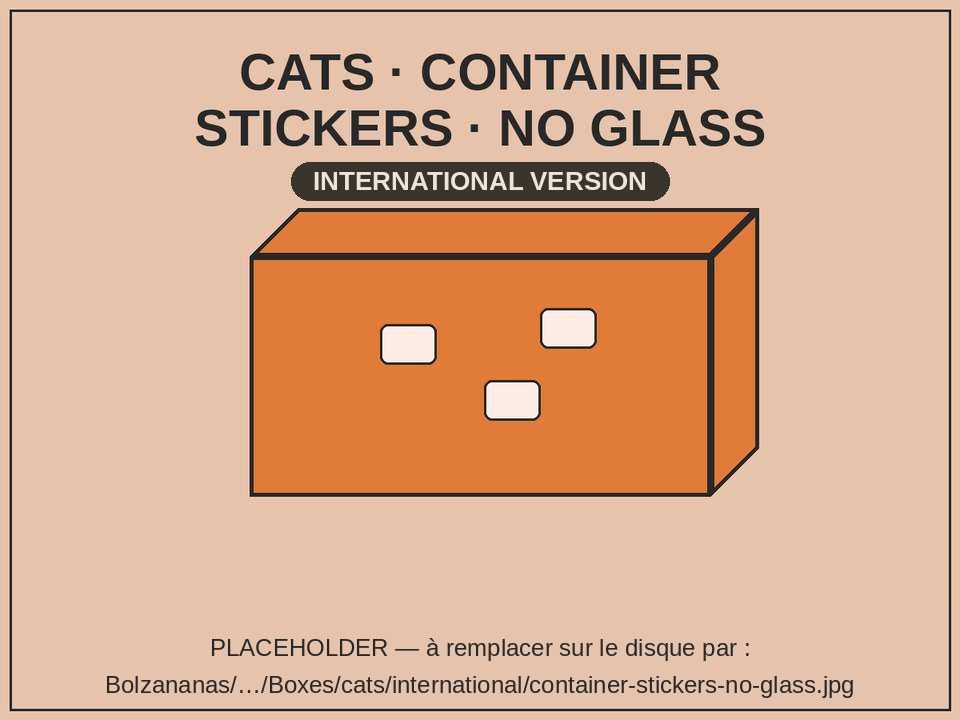 CATS · CONTAINER
STICKERS · NO GLASS
INTERNATIONAL VERSION
PLACEHOLDER — à remplacer sur le disque par :
Bolzananas/…/Boxes/cats/international/container-stickers-no-glass.jpg